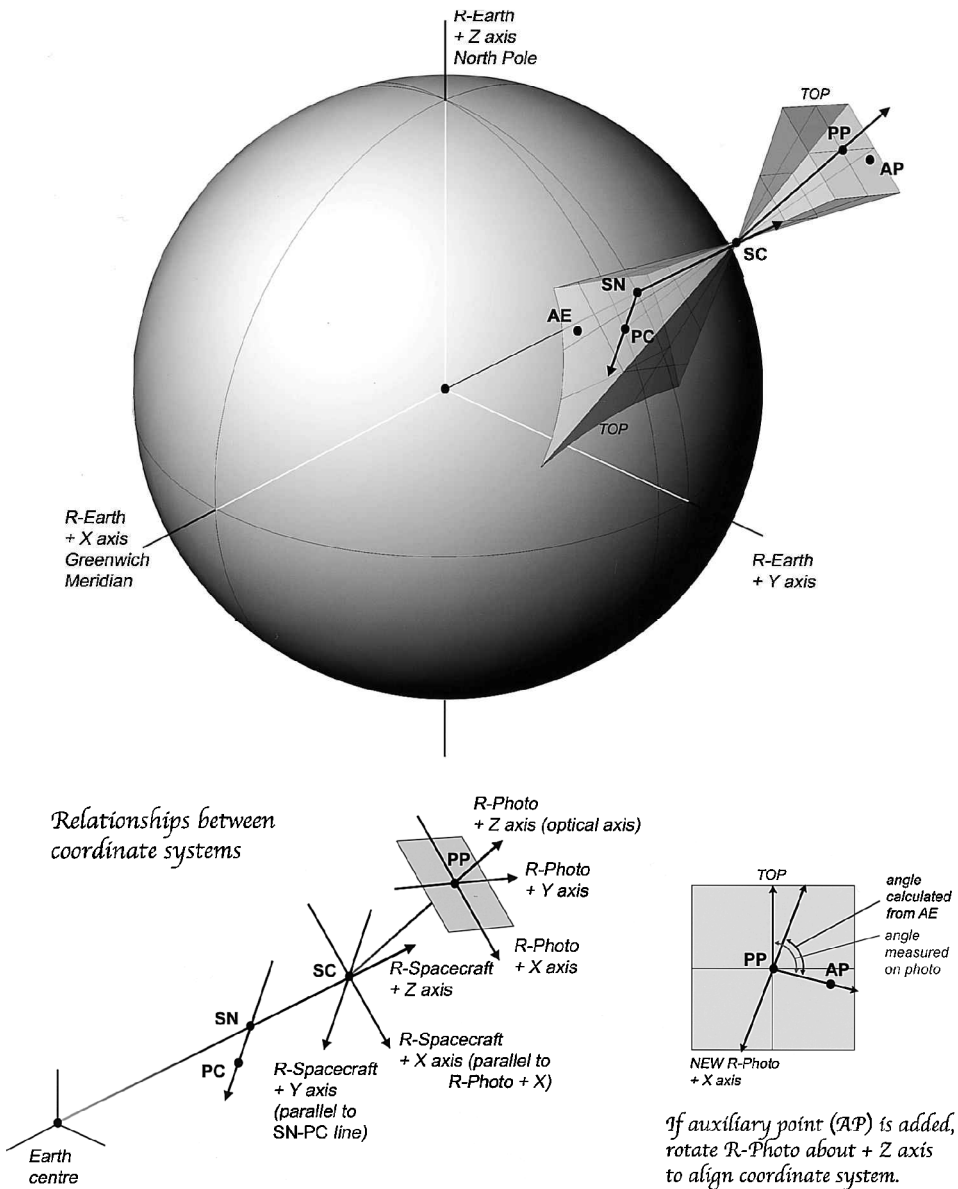 R-Earth
+ Z axis
North Pole
TOP
PP
AP
SC
SN
AE
PC
TOP
R-Earth
+ X axis
Greenwich
Meridian
R-Earth
+ Y axis
Relationships between
coordinate systems
R-Photo
+ Z axis (optical axis)
PP
R-Photo
+ Y axis
R-Photo
+ X axis
SC
R-Spacecraft
+ Z axis
SN
R-Spacecraft
+ X axis (parallel to
R-Photo + X)
PC
R-Spacecraft
+ Y axis
(parallel to
SN-PC line)
Earth
centre
TOP
angle
calculated
from AE
angle
measured
on photo
PP
AP
NEW R-Photo
+ X axis
If auxiliary point (AP) is added,
rotate R-Photo about + Z axis
to align coordinate system.